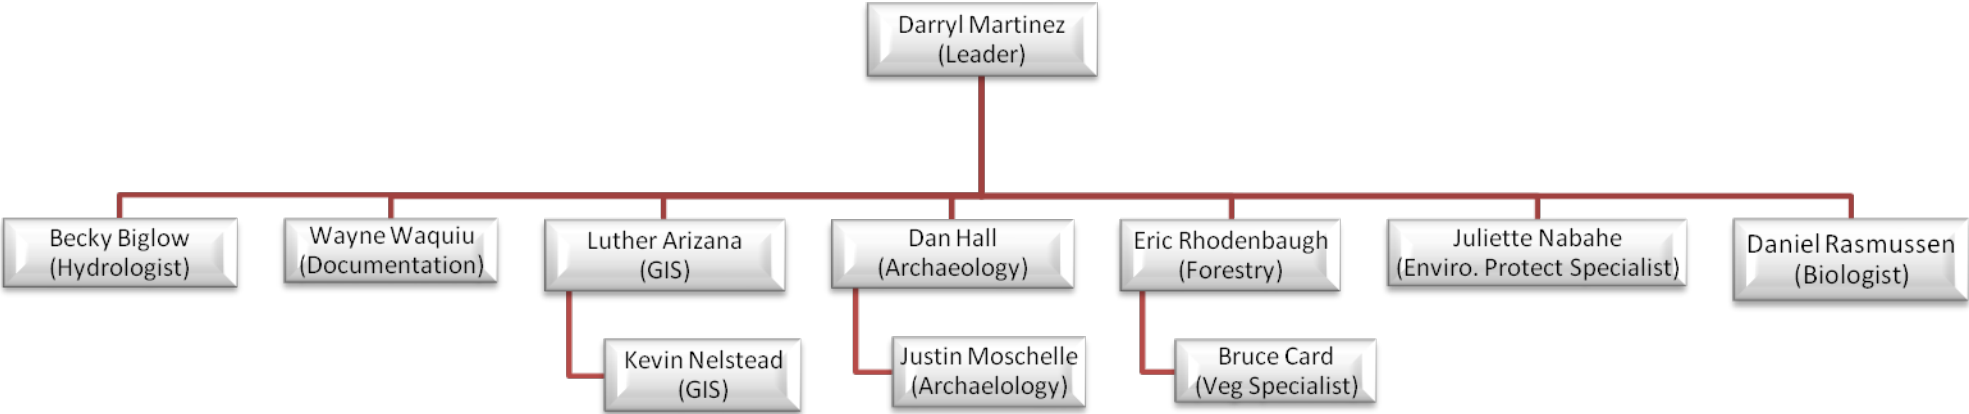 Darryl Martinez
(Leader)
Becky Biglow
(Hydrologist)
Wayne Waquiu
(Documentation)
Luther Arizana
(GIS)
Dan Hall
(Archaeology)
Eric Rhodenbaugh
(Forestry)
Juliette Nabahe
(Enviro. Protect Specialist)
Daniel Rasmussen
(Biologist)
Kevin Nelstead
(GIS)
Justin Moschelle
(Archaelology)
Bruce Card
(Veg Specialist)